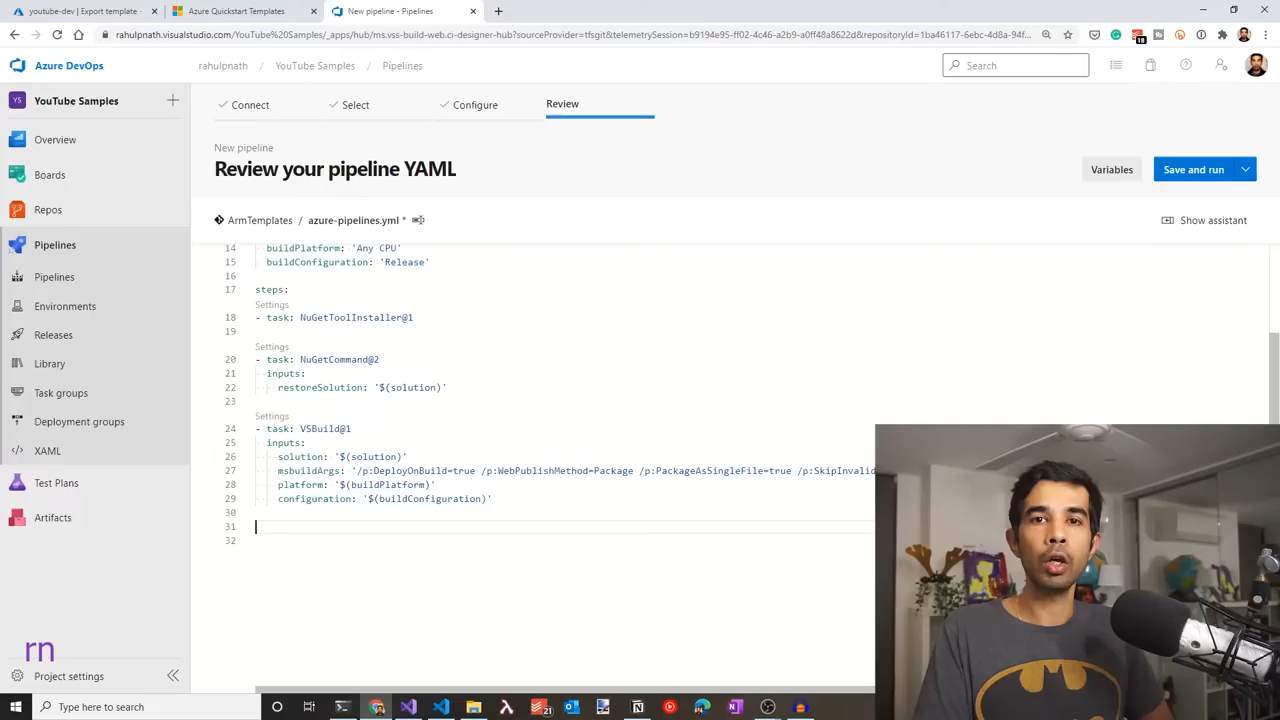 youtube-dev | Export template -
Azure Quickstart Templates
New pipeline - Pipelines
rahulpnath.visualstudio.com/YouTube%20Samples/_apps/hub/ms.vss-build-web.ci-designer-hub?sourceProvider=tfsgit&telemetrySession=b9194e95-ff02-4c46-a2b9-a0ff48a8622d&repositoryId=1ba46117-6ebc-4d8a-94f...
18
Azure DevOps
rahulpnath / YouTube Samples / Pipelines
Search
YS YouTube Samples
Overview
Boards
Repos
Pipelines
Pipelines
Environments
Releases
Library
Task groups
Deployment groups
XAML
Test Plans
Artifacts
rn
Project settings
Connect
Select
Configure
Review
New pipeline
Review your pipeline YAML
Variables
Save and run
ArmTemplates / azure-pipelines.yml *
Show assistant
14 buildPlatform: 'Any CPU'
15 buildConfiguration: 'Release'
16
17 steps:
Settings
18 - task: NuGetToolInstaller@1
19
Settings
20 - task: NuGetCommand@2
21 inputs:
22 restoreSolution: '$(solution)'
23
Settings
24 - task: VSBuild@1
25 inputs:
26 solution: '$(solution)'
27 msbuildArgs: '/p:DeployOnBuild=true /p:WebPublishMethod=Package /p:PackageAsSingleFile=true /p:SkipInvalid
28 platform: '$(buildPlatform)'
29 configuration: '$(buildConfiguration)'
30
31
32
Type here to search
21